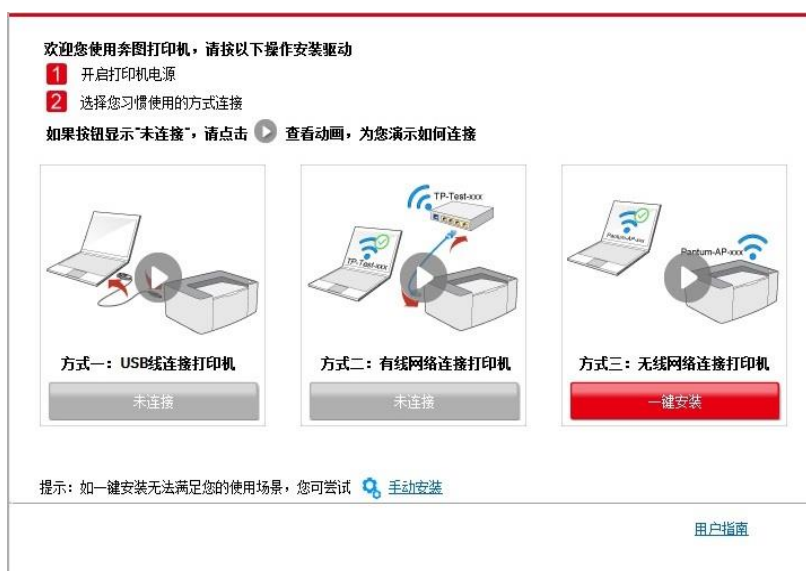 欢迎您使用奔图打印机，请按以下操作安装驱动
1 开启打印机电源
2 选择您习惯使用的方式连接
如果按钮显示"未连接"，请点击 查看动画，为您演示如何连接
TP-Test-xxx
TP-Test-xxx
Pantum-AP-xxx
Pantum-AP-xxx
方式一：USB线连接打印机
方式二：有线网络连接打印机
方式三：无线网络连接打印机
未连接
未连接
一键安装
提示：如一键安装无法满足您的使用场景，您可尝试 手动安装
用户指南